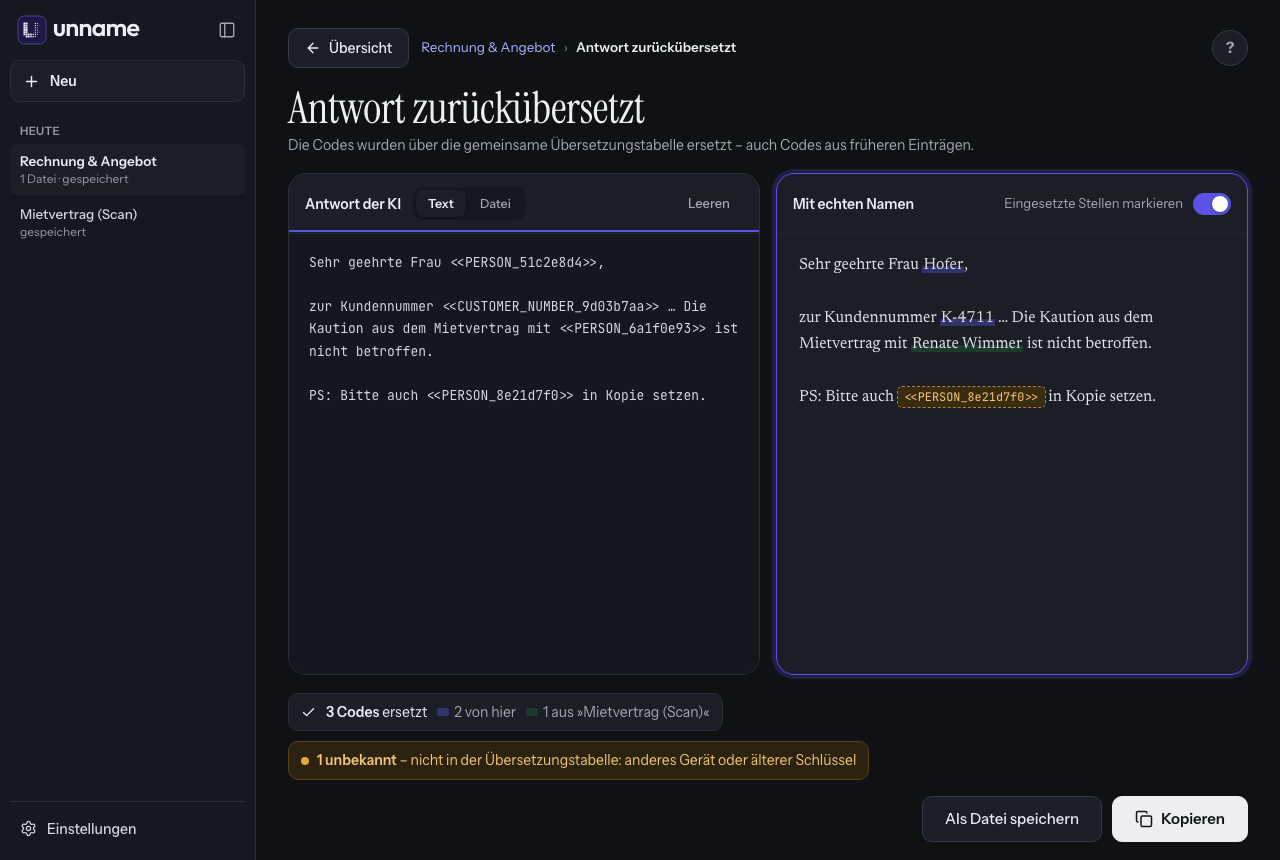 unname
Neu
HEUTE
Rechnung & Angebot
1 Datei · gespeichert
Mietvertrag (Scan)
gespeichert
Einstellungen
Übersicht
Rechnung & Angebot › Antwort zurückübersetzt
?
Antwort zurückübersetzt
Die Codes wurden über die gemeinsame Übersetzungstabelle ersetzt – auch Codes aus früheren Einträgen.
Antwort der KI
Text
Datei
Leeren
Sehr geehrte Frau <<PERSON_51c2e8d4>>,
zur Kundennummer <<CUSTOMER_NUMBER_9d03b7aa>> … Die
Kaution aus dem Mietvertrag mit <<PERSON_6a1f0e93>> ist
nicht betroffen.
PS: Bitte auch <<PERSON_8e21d7f0>> in Kopie setzen.
Mit echten Namen
Eingesetzte Stellen markieren
Sehr geehrte Frau Hofer,
zur Kundennummer K-4711 … Die Kaution aus dem
Mietvertrag mit Renate Wimmer ist nicht betroffen.
PS: Bitte auch <<PERSON_8e21d7f0>> in Kopie setzen.
3 Codes ersetzt 2 von hier 1 aus »Mietvertrag (Scan)«
1 unbekannt – nicht in der Übersetzungstabelle: anderes Gerät oder älterer Schlüssel
Als Datei speichern
Kopieren